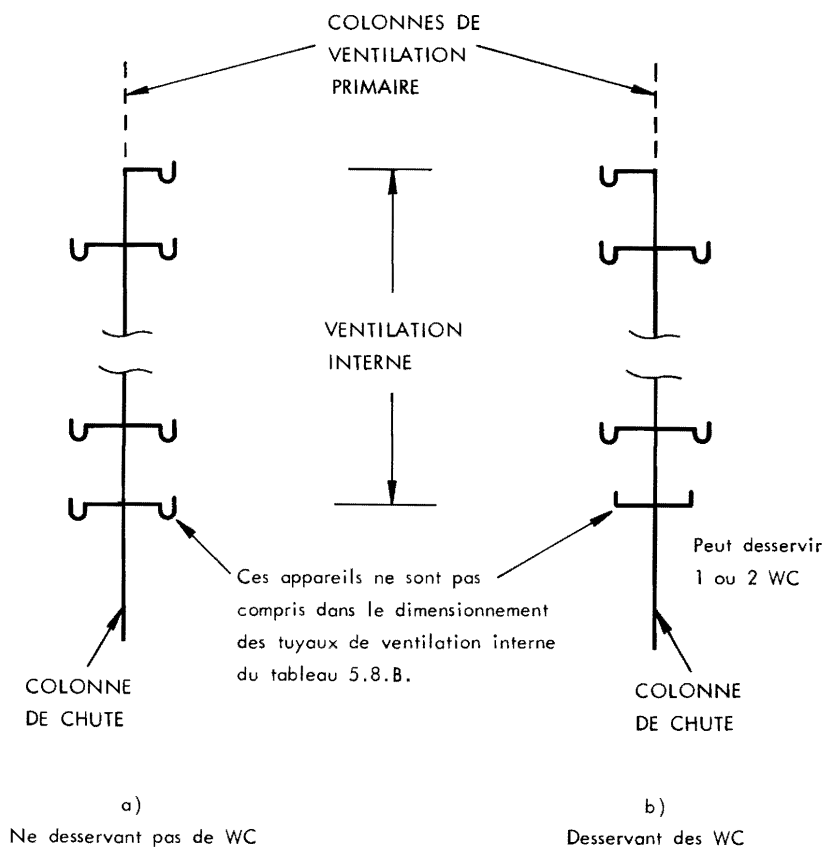 COLONNES DE
VENTILATION
PRIMAIRE
VENTILATION
INTERNE
Peut desservir
1 ou 2 WC
Ces appareils ne sont pas
compris dans le dimensionnement
des tuyaux de ventilation interne
du tableau 5.8.B.
COLONNE
DE CHUTE
COLONNE
DE CHUTE
a)
Ne desservant pas de WC
b)
Desservant des WC